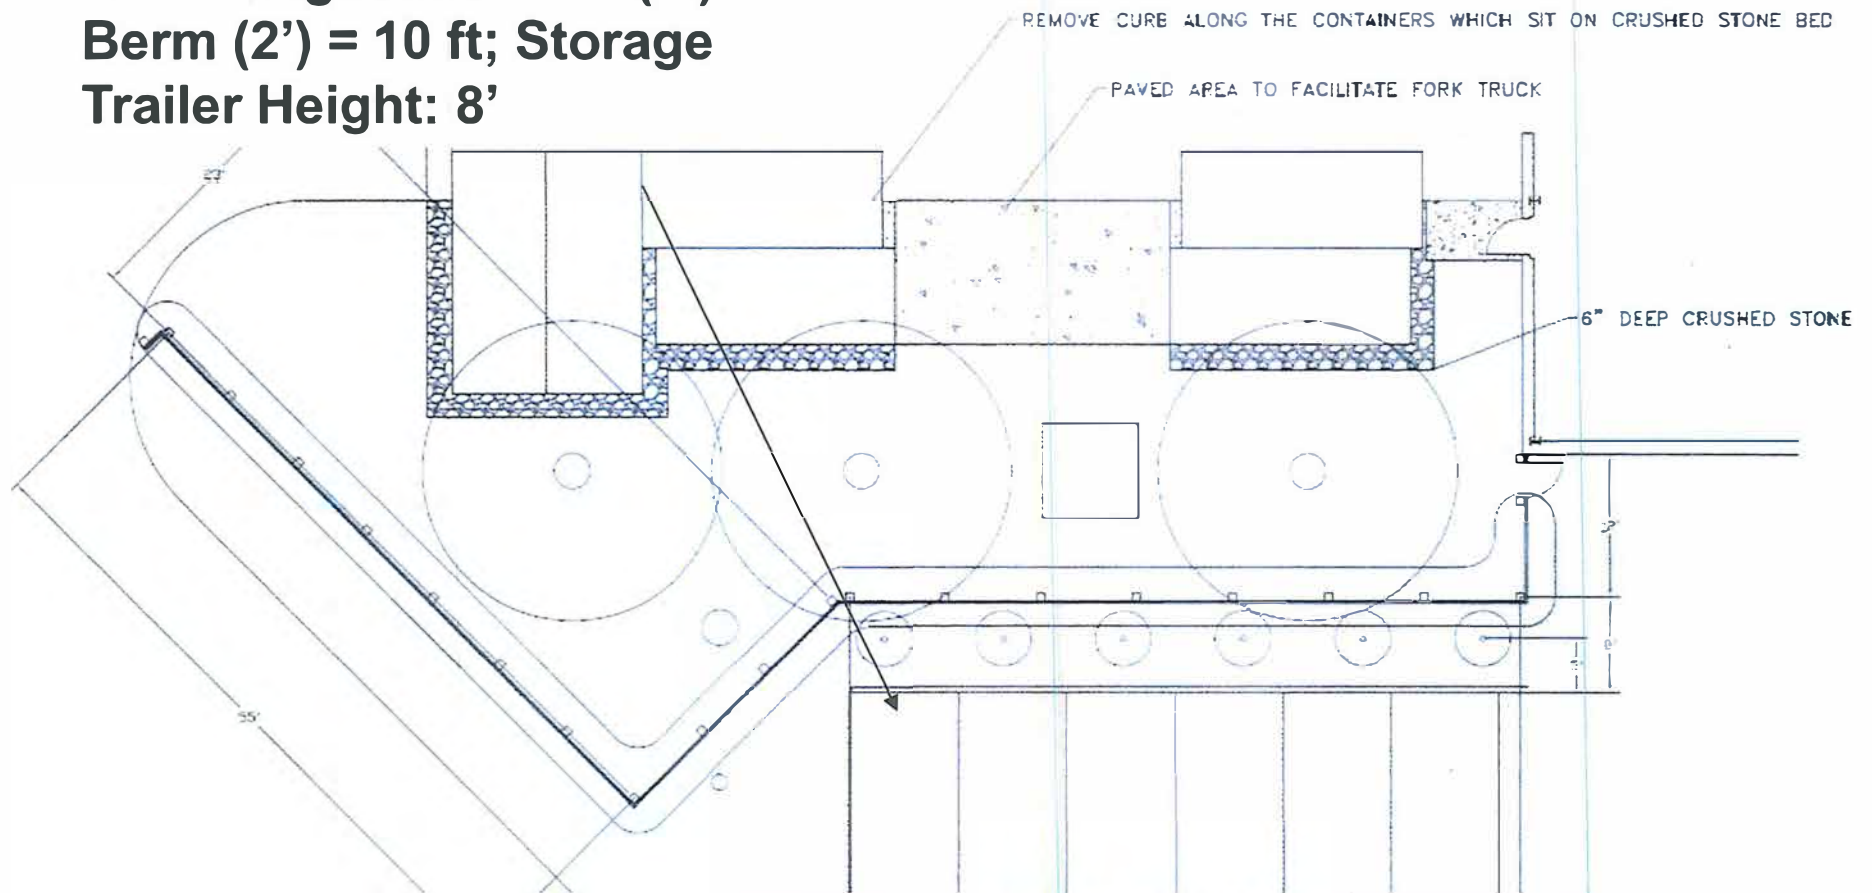 Berm (2’) = 10 ft; Storage
Trailer Height: 8’
REMOVE CURB ALONG THE CONTAINERS WHICH SIT ON CRUSHED STONE BED
PAVED AREA TO FACILITATE FORK TRUCK
6" DEEP CRUSHED STONE
55'